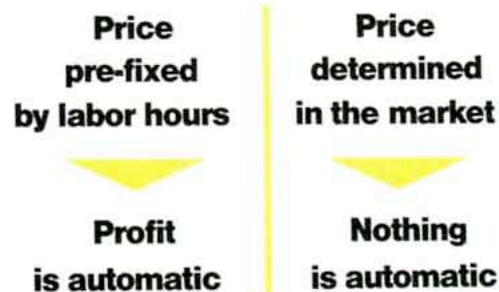 Price
pre-fixed
by labor hours
Profit
is automatic
Price
determined
in the market
Nothing
is automatic